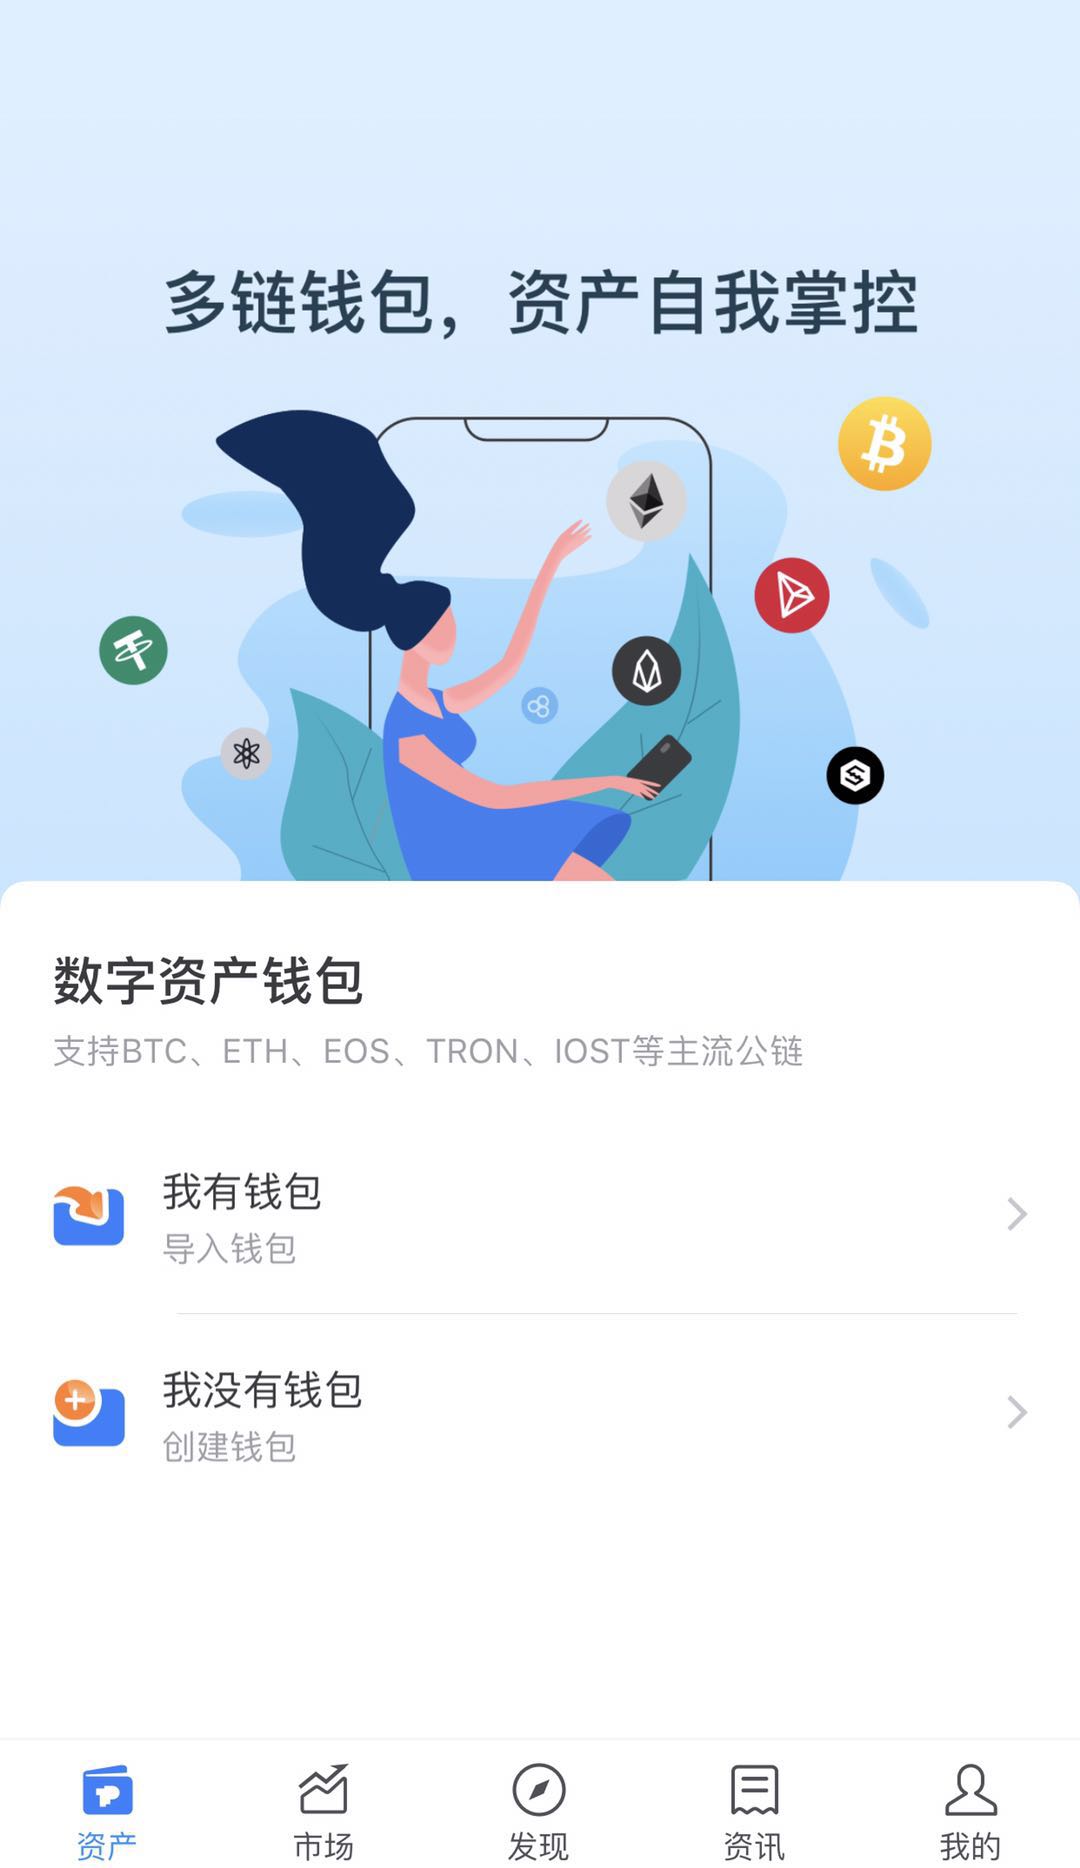 多链钱包，资产自我掌控
数字资产钱包
支持BTC、ETH、EOS、TRON、IOST等主流公链
我有钱包
导入钱包
我没有钱包
创建钱包
资产
市场
发现
资讯
我的